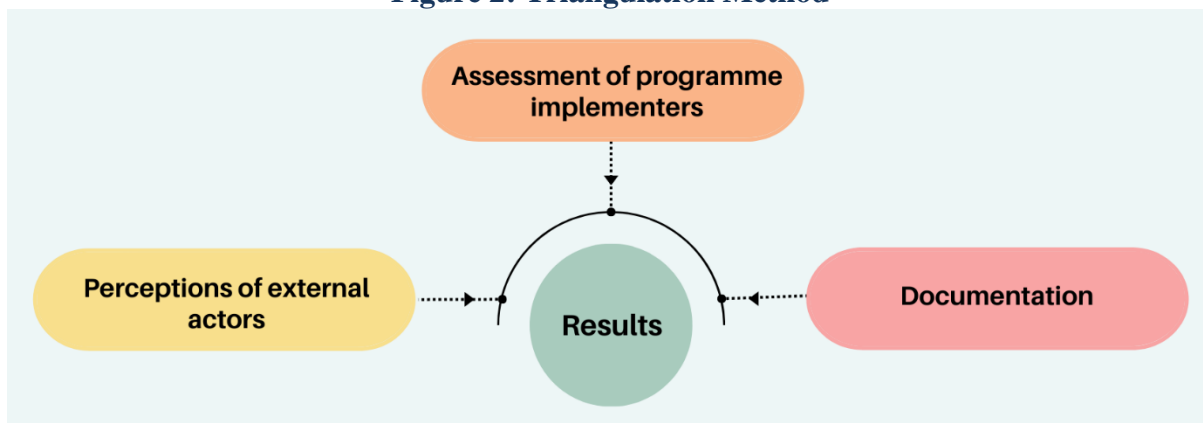 Figure 2: Triangulation Method
Assessment of programme
implementers
Perceptions of external
actors
Results
Documentation